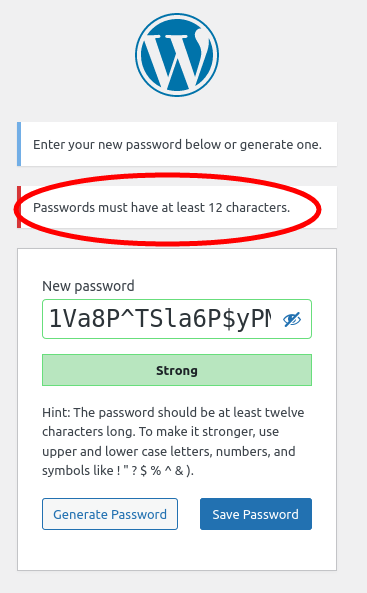 Enter your new password below or generate one.
Passwords must have at least 12 characters.
New password
1Va8P^TSla6P$yPM
Strong
Hint: The password should be at least twelve
characters long. To make it stronger, use
upper and lower case letters, numbers, and
symbols like ! " ? $ % ^ & ).
Generate Password
Save Password